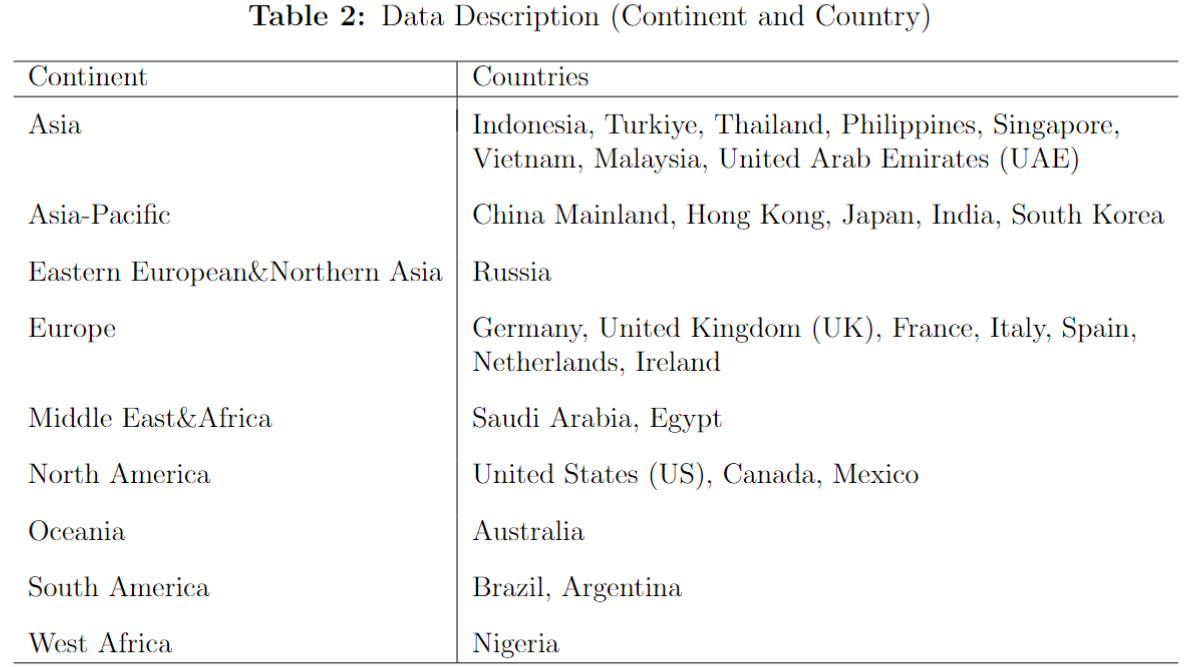 Table 2: Data Description (Continent and Country)
Continent Countries
Asia Indonesia, Turkiye, Thailand, Philippines, Singapore,
Vietnam, Malaysia, United Arab Emirates (UAE)
Asia-Pacific China Mainland, Hong Kong, Japan, India, South Korea
Eastern European&Northern Asia Russia
Europe Germany, United Kingdom (UK), France, Italy, Spain,
Netherlands, Ireland
Middle East&Africa Saudi Arabia, Egypt
North America United States (US), Canada, Mexico
Oceania Australia
South America Brazil, Argentina
West Africa Nigeria